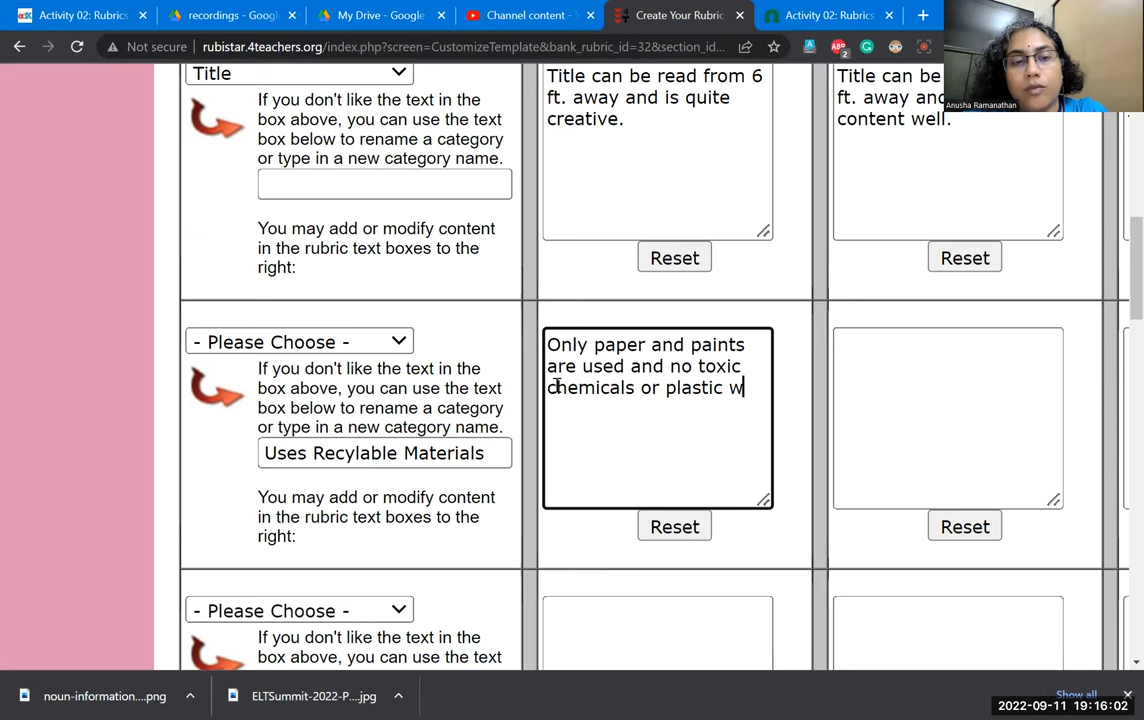 Activity 02: Rubrics
recordings - Googl
My Drive - Google
Channel content - Y
Create Your Rubric
Activity 02: Rubrics
Not secure
rubistar.4teachers.org/index.php?screen=CustomizeTemplate&bank_rubric_id=32&section_id...
2
Anusha Ramanathan
Title
If you don't like the text in the
box above, you can use the text
box below to rename a category
or type in a new category name.
You may add or modify content
in the rubric text boxes to the
right:
Title can be read from 6
ft. away and is quite
creative.
Reset
Title can be
ft. away and
content well.
Reset
- Please Choose -
If you don't like the text in the
box above, you can use the text
box below to rename a category
or type in a new category name.
Uses Recylable Materials
You may add or modify content
in the rubric text boxes to the
right:
Only paper and paints
are used and no toxic
chemicals or plastic w
Reset
Reset
- Please Choose -
If you don't like the text in the
box above, you can use the text
noun-information....png
ELTSummit-2022-P....jpg
Show all
2022-09-11 19:16:02